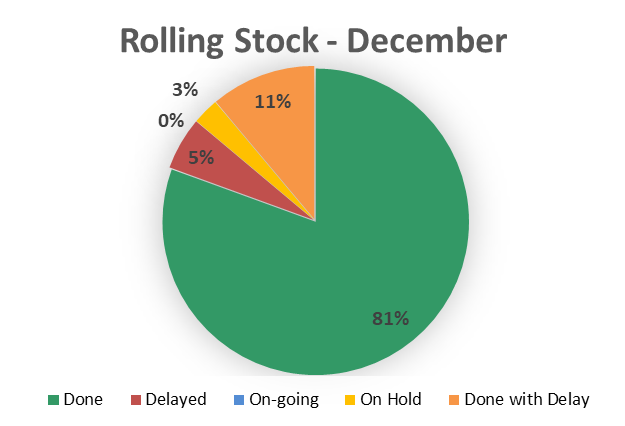 Rolling Stock - December
3%
11%
0%
5%
81%
Done Delayed On-going On Hold Done with Delay